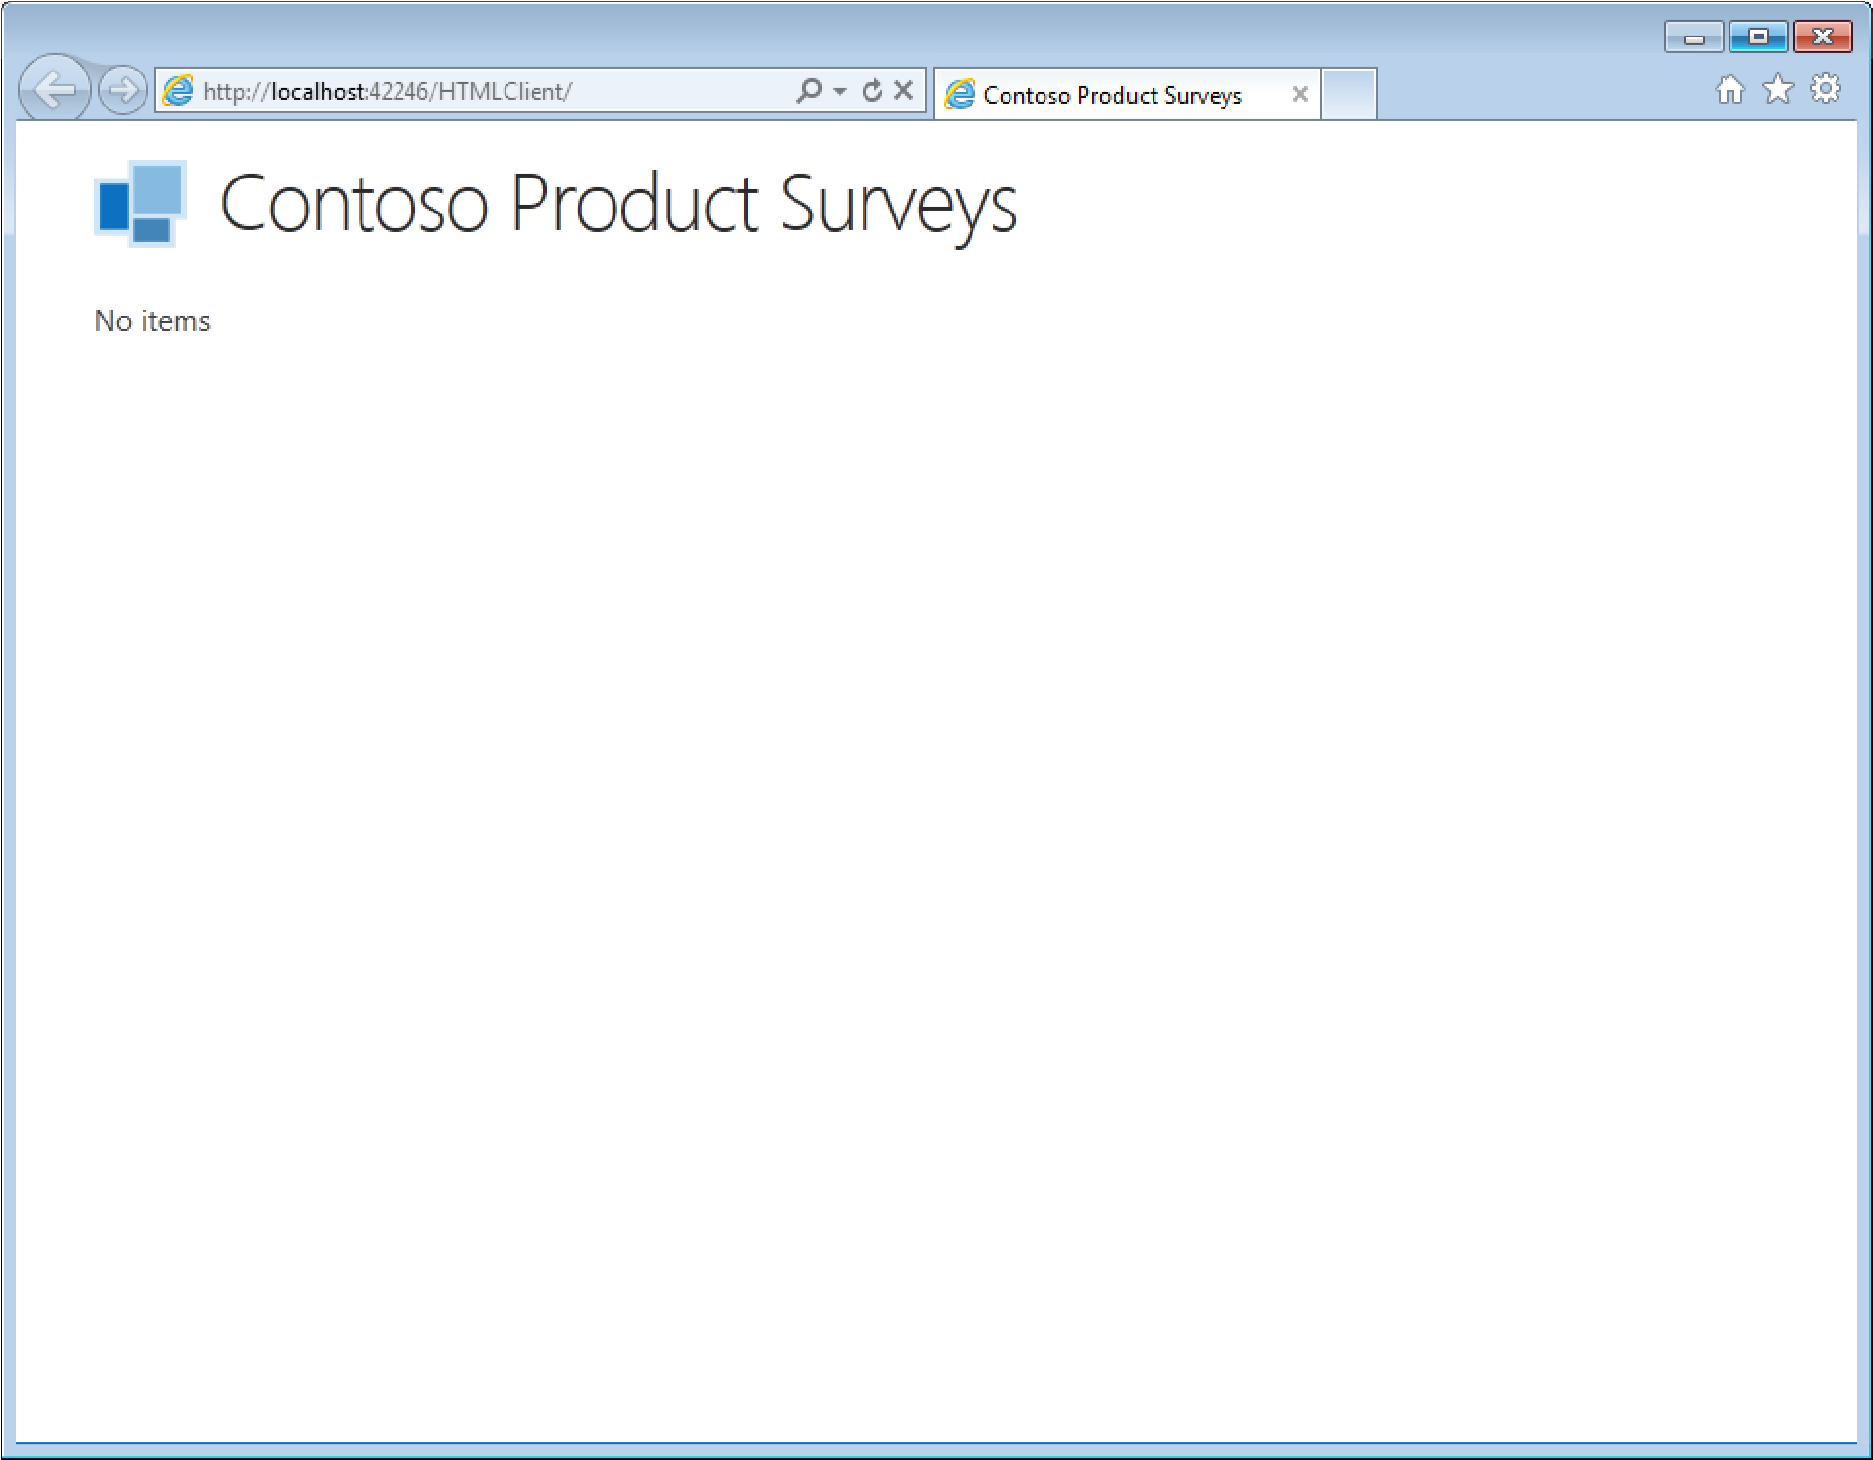 http://localhost:42246/HTMLClient/
Contoso Product Surveys
Contoso Product Surveys
No items